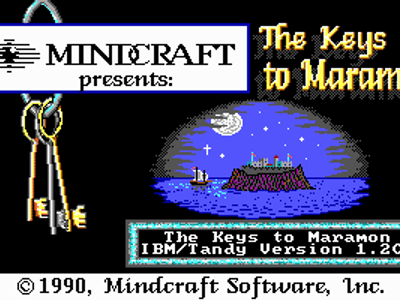 MINDCRAFT
presents:
The Keys
to Maram
The Keys to Maramon
IBM/Tandy Version 1.20
©1990, Mindcraft Software, Inc.